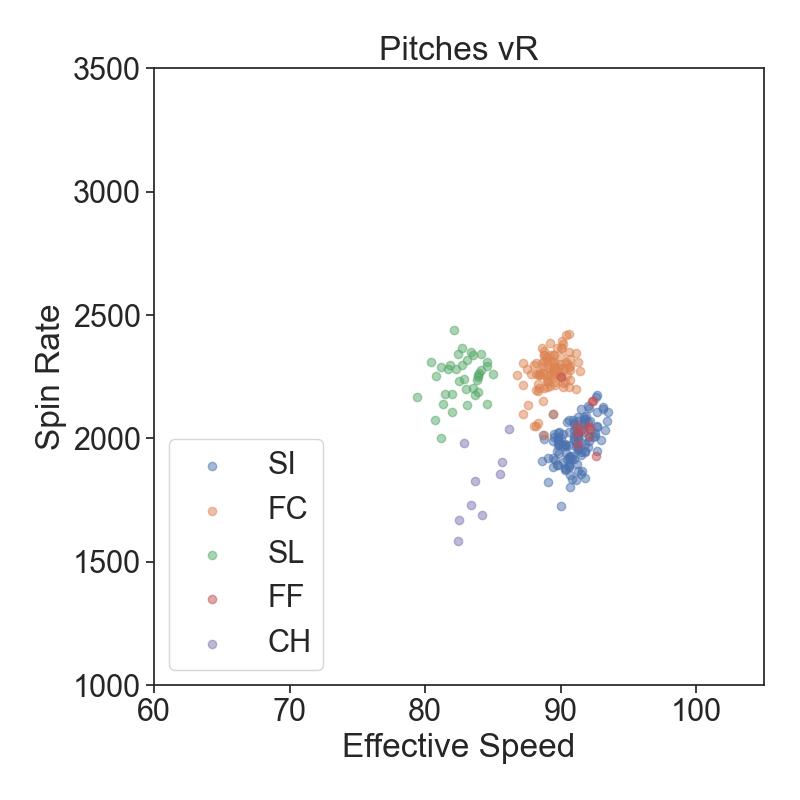 Pitches vR
3500
3000
2500
2000
1500
1000
Spin Rate
SI
FC
SL
FF
CH
60 70 80 90 100
Effective Speed